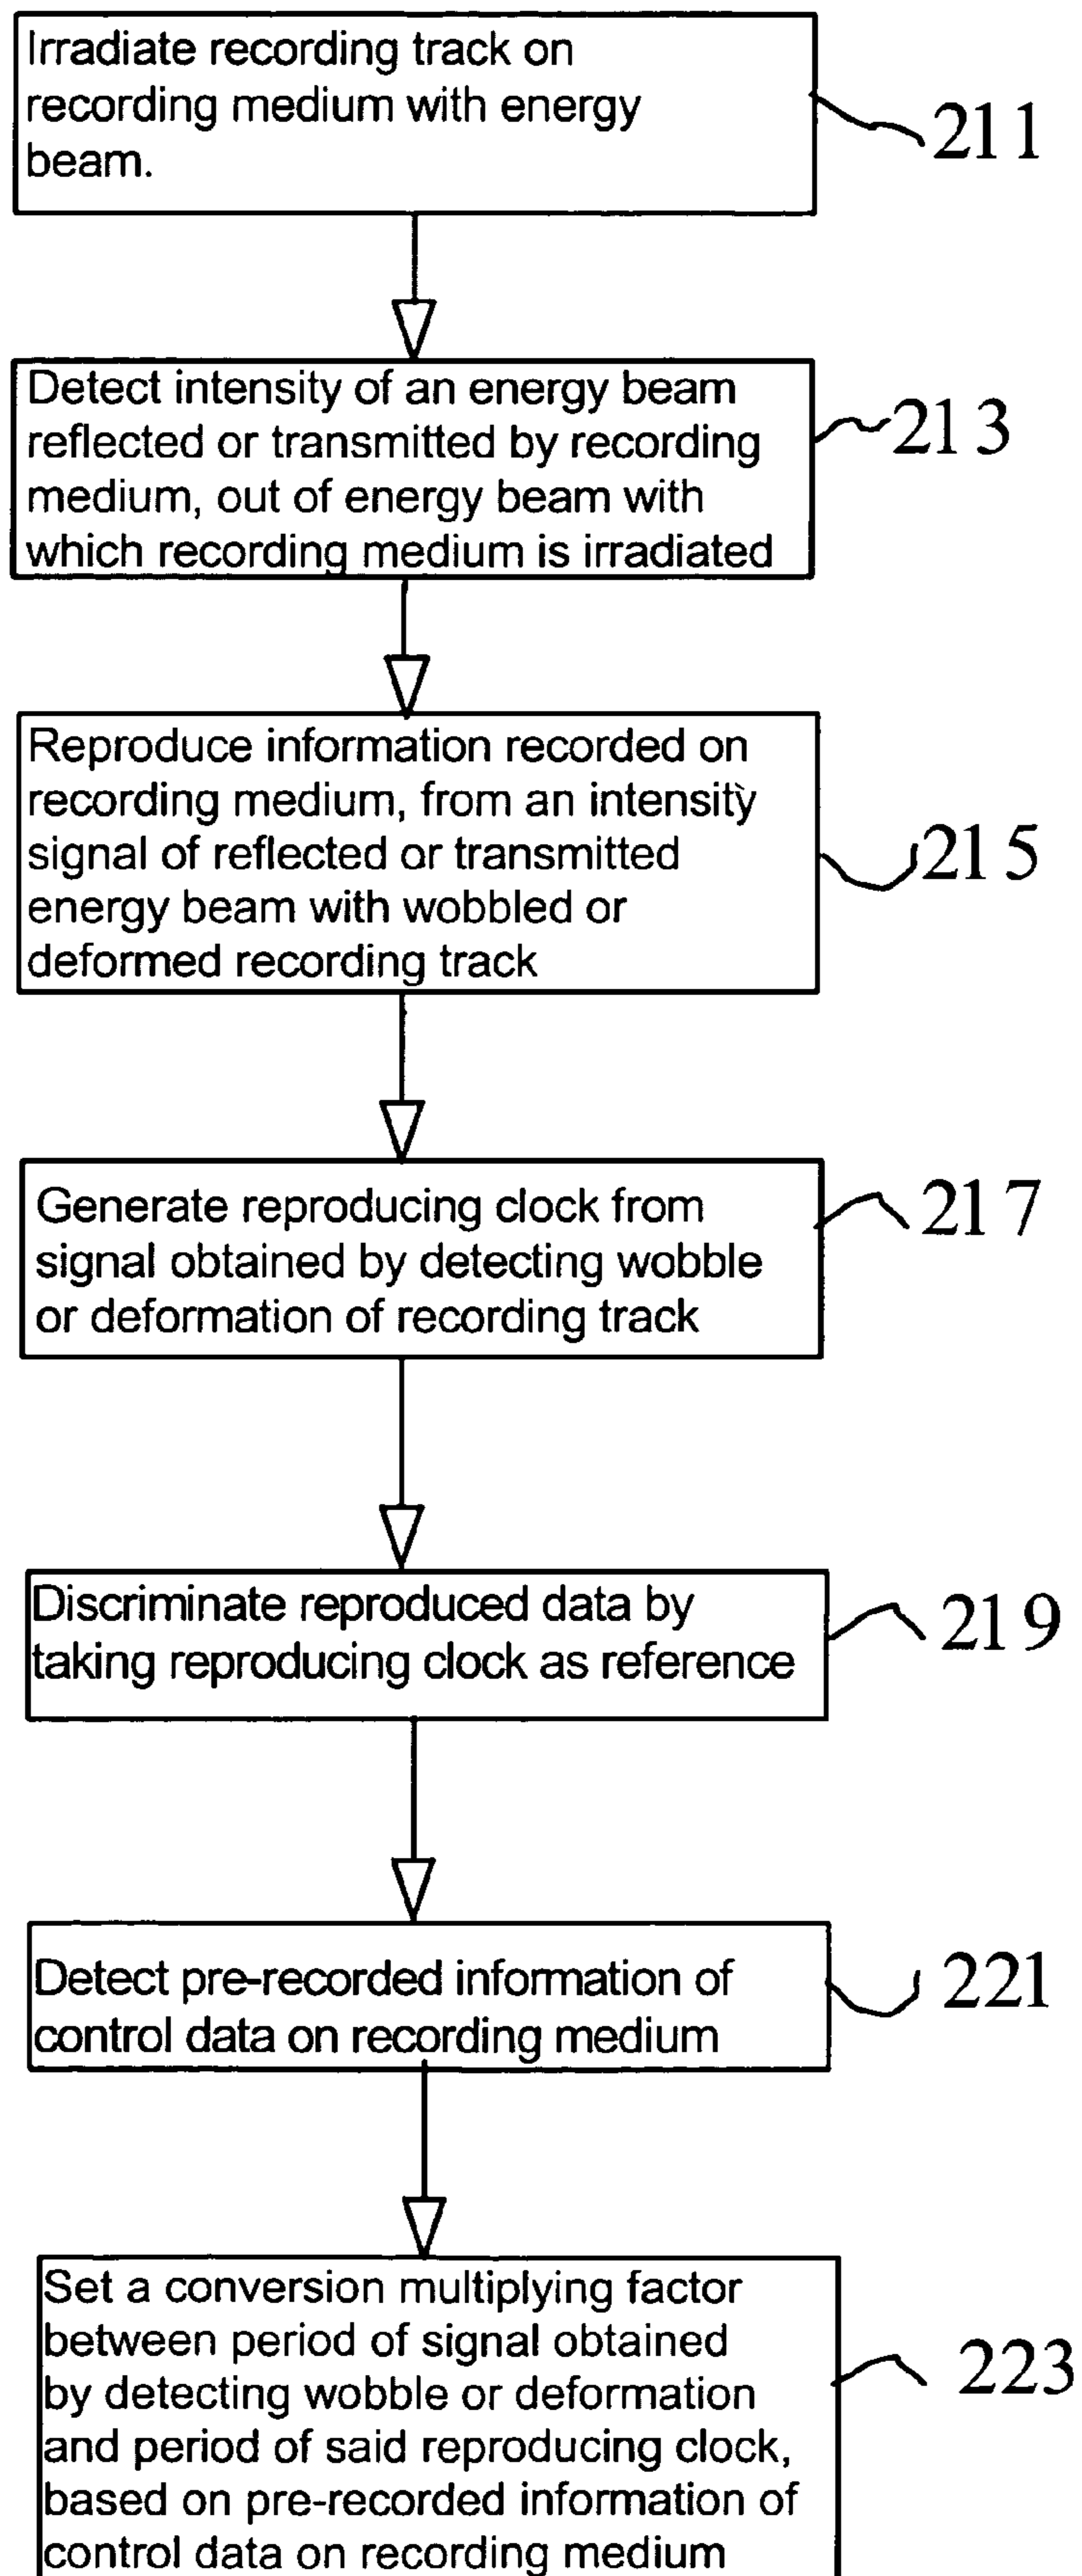 Irradiate recording track on
recording medium with energy
beam.
211
Detect intensity of an energy beam
reflected or transmitted by recording
medium, out of energy beam with
which recording medium is irradiated
213
Reproduce information recorded on
recording medium, from an intensity
signal of reflected or transmitted
energy beam with wobbled or
deformed recording track
215
Generate reproducing clock from
signal obtained by detecting wobble
or deformation of recording track
217
Discriminate reproduced data by
taking reproducing clock as reference
219
Detect pre-recorded information of
control data on recording medium
221
Set a conversion multiplying factor
between period of signal obtained
by detecting wobble or deformation
and period of said reproducing clock,
based on pre-recorded information of
control data on recording medium
223